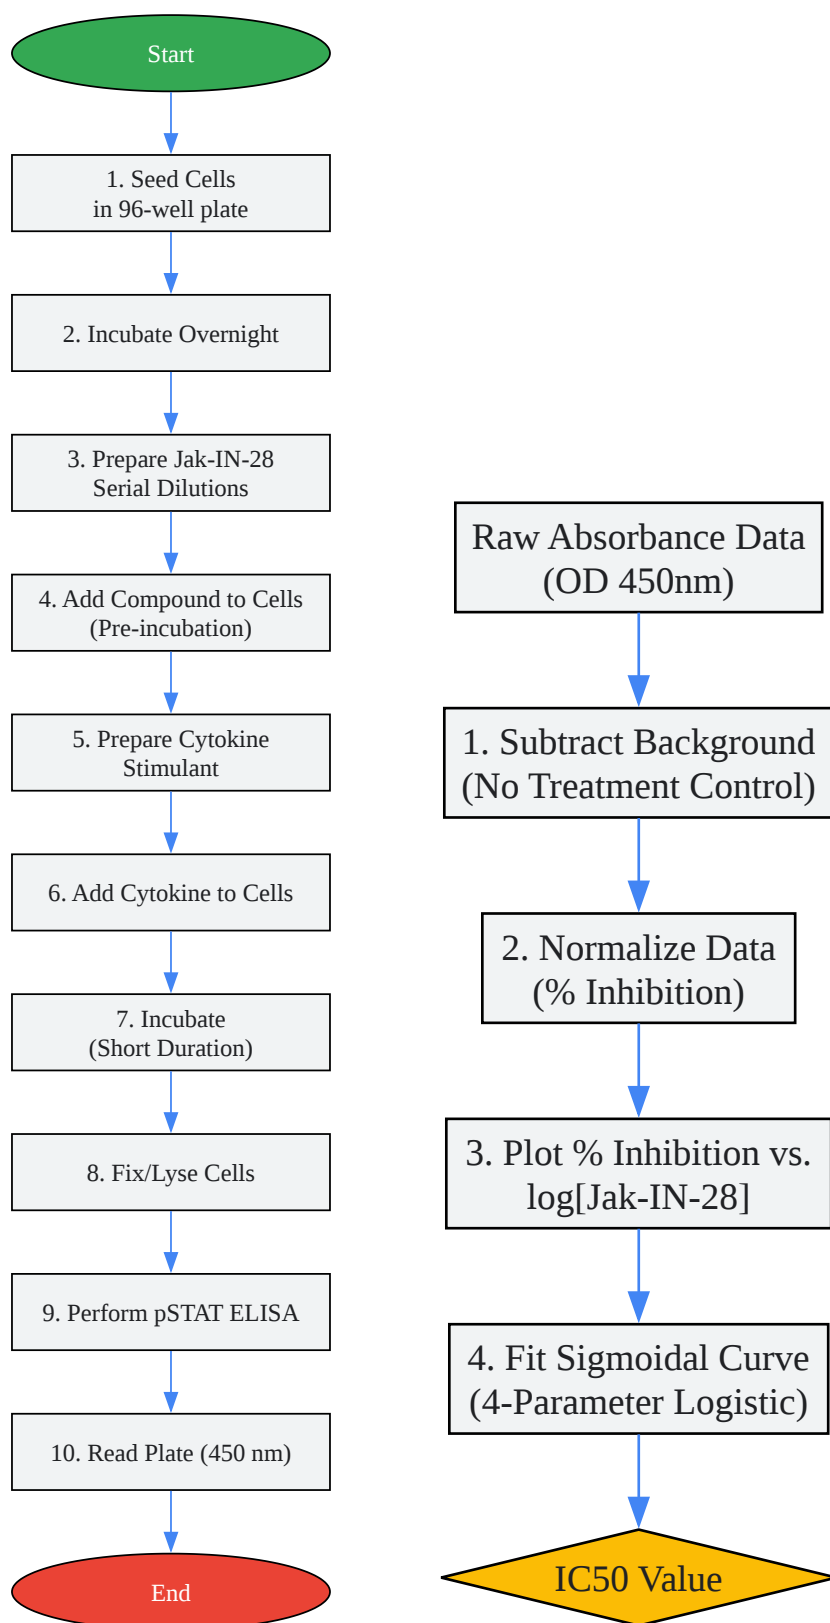 Start
1. Seed Cells
in 96-well plate
2. Incubate Overnight
3. Prepare Jak-IN-28
Serial Dilutions
4. Add Compound to Cells
(Pre-incubation)
5. Prepare Cytokine
Stimulant
6. Add Cytokine to Cells
7. Incubate
(Short Duration)
8. Fix/Lyse Cells
9. Perform pSTAT ELISA
10. Read Plate (450 nm)
End
Raw Absorbance Data
(OD 450nm)
1. Subtract Background
(No Treatment Control)
2. Normalize Data
(% Inhibition)
3. Plot % Inhibition vs.
log[Jak-IN-28]
4. Fit Sigmoidal Curve
(4-Parameter Logistic)
IC50 Value